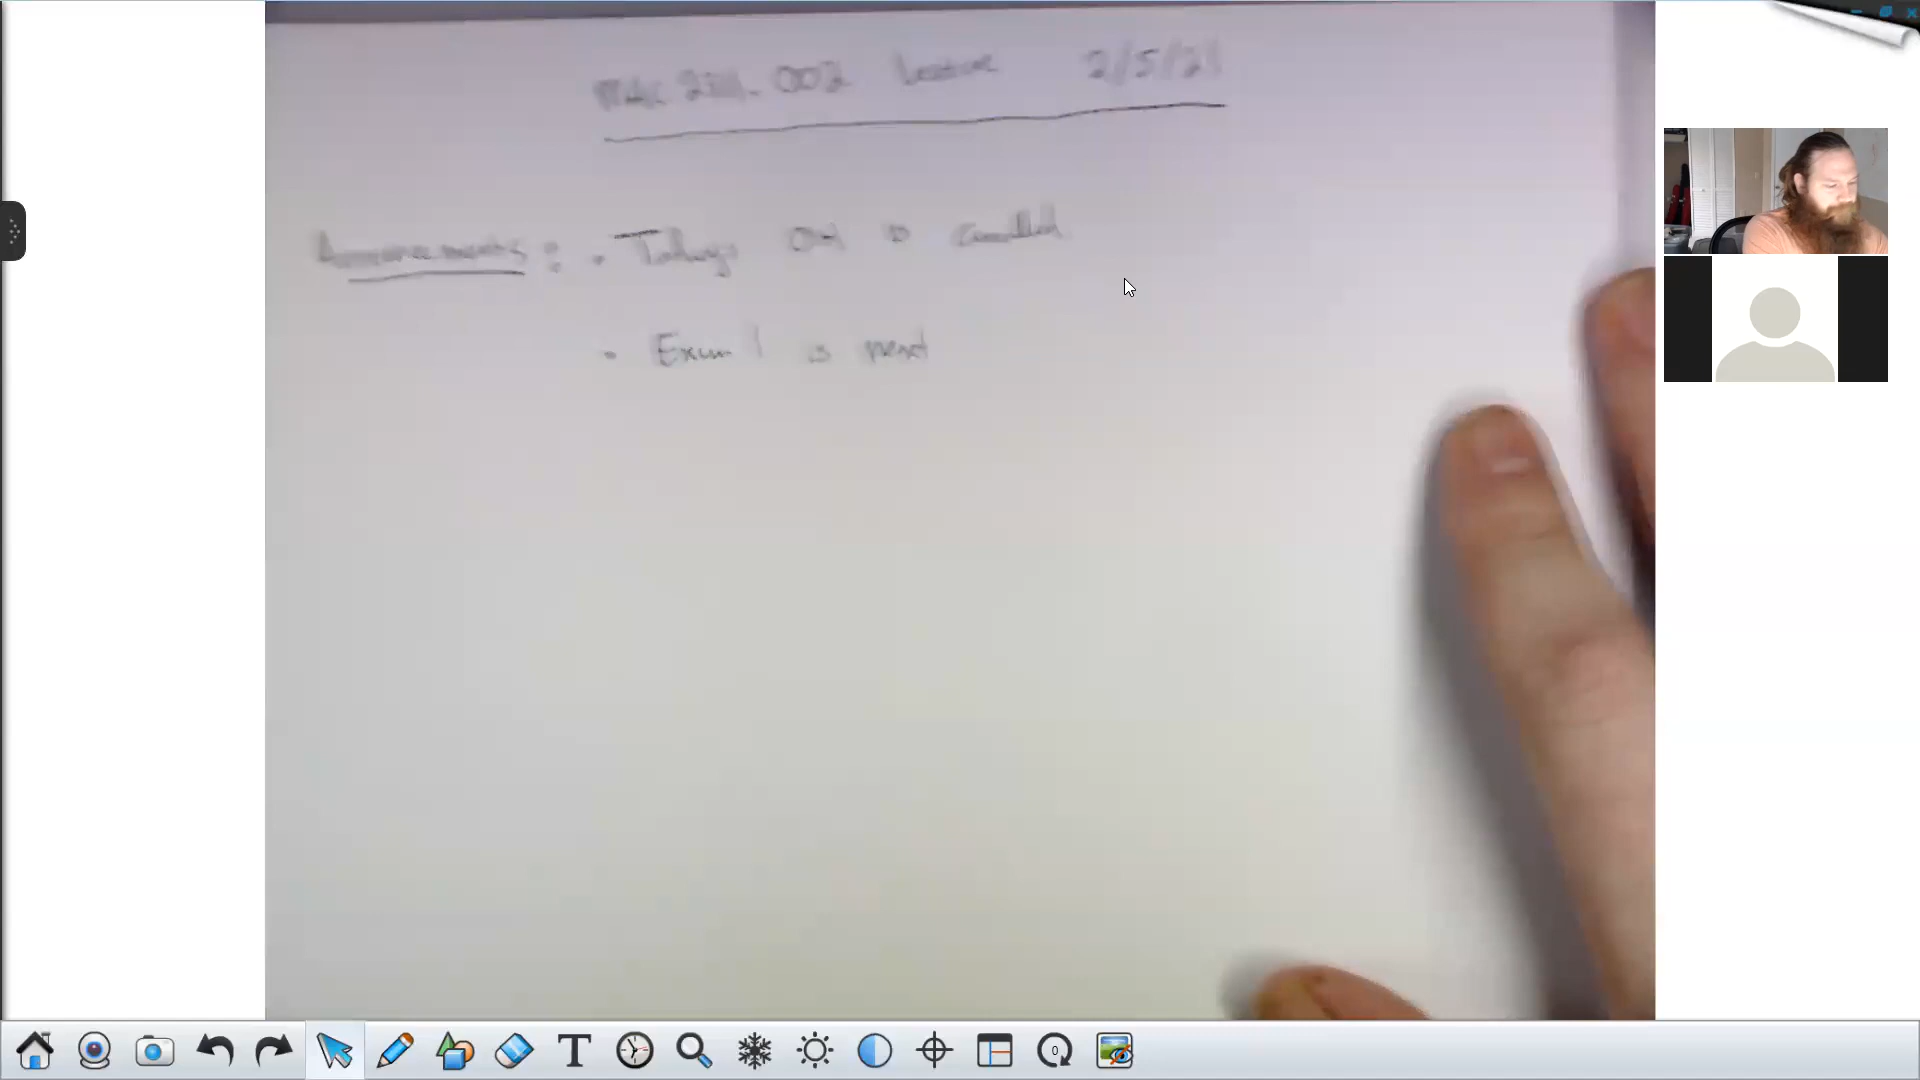 MAC 2311.002 Lecture 2/5/21
Announcements: • Today's OH is cancelled
• Exam 1 is next